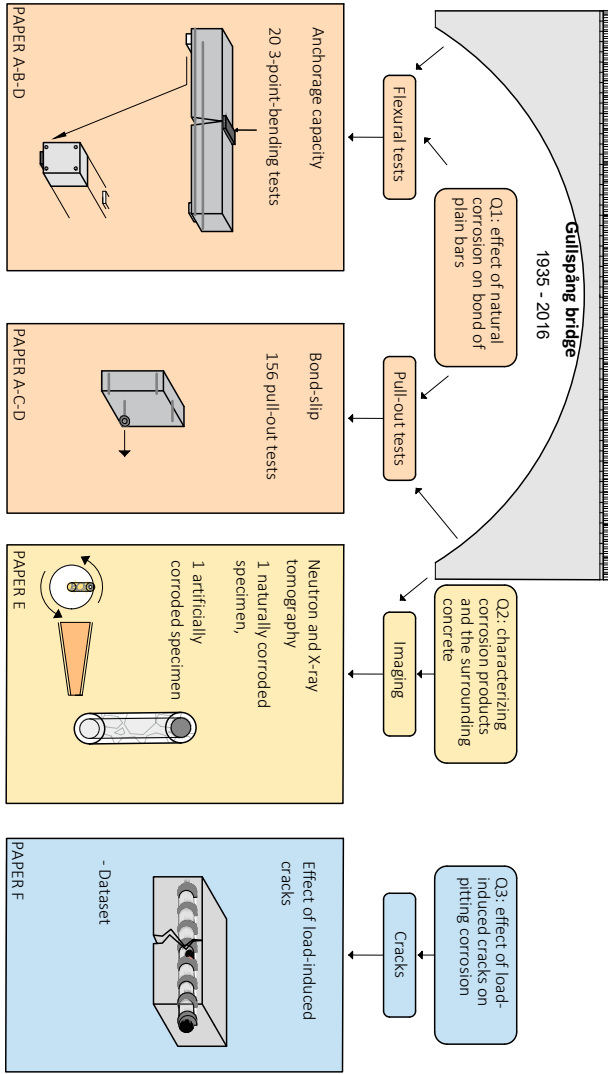 Gullspång bridge
1935 - 2016
Q1: effect of natural
corrosion on bond of
plain bars
Q2: characterizing
corrosion products
and the surrounding
concrete
Q3: effect of load-
induced cracks on
pitting corrosion
Flexural tests
Pull-out tests
Imaging
Cracks
Anchorage capacity
20 3-point-bending tests
PAPER A-B-D
Bond-slip
156 pull-out tests
PAPER A-C-D
Neutron and X-ray
tomography
1 naturally corroded
specimen,
1 artificially
corroded specimen
PAPER E
Effect of load-induced
cracks
- Dataset
PAPER F